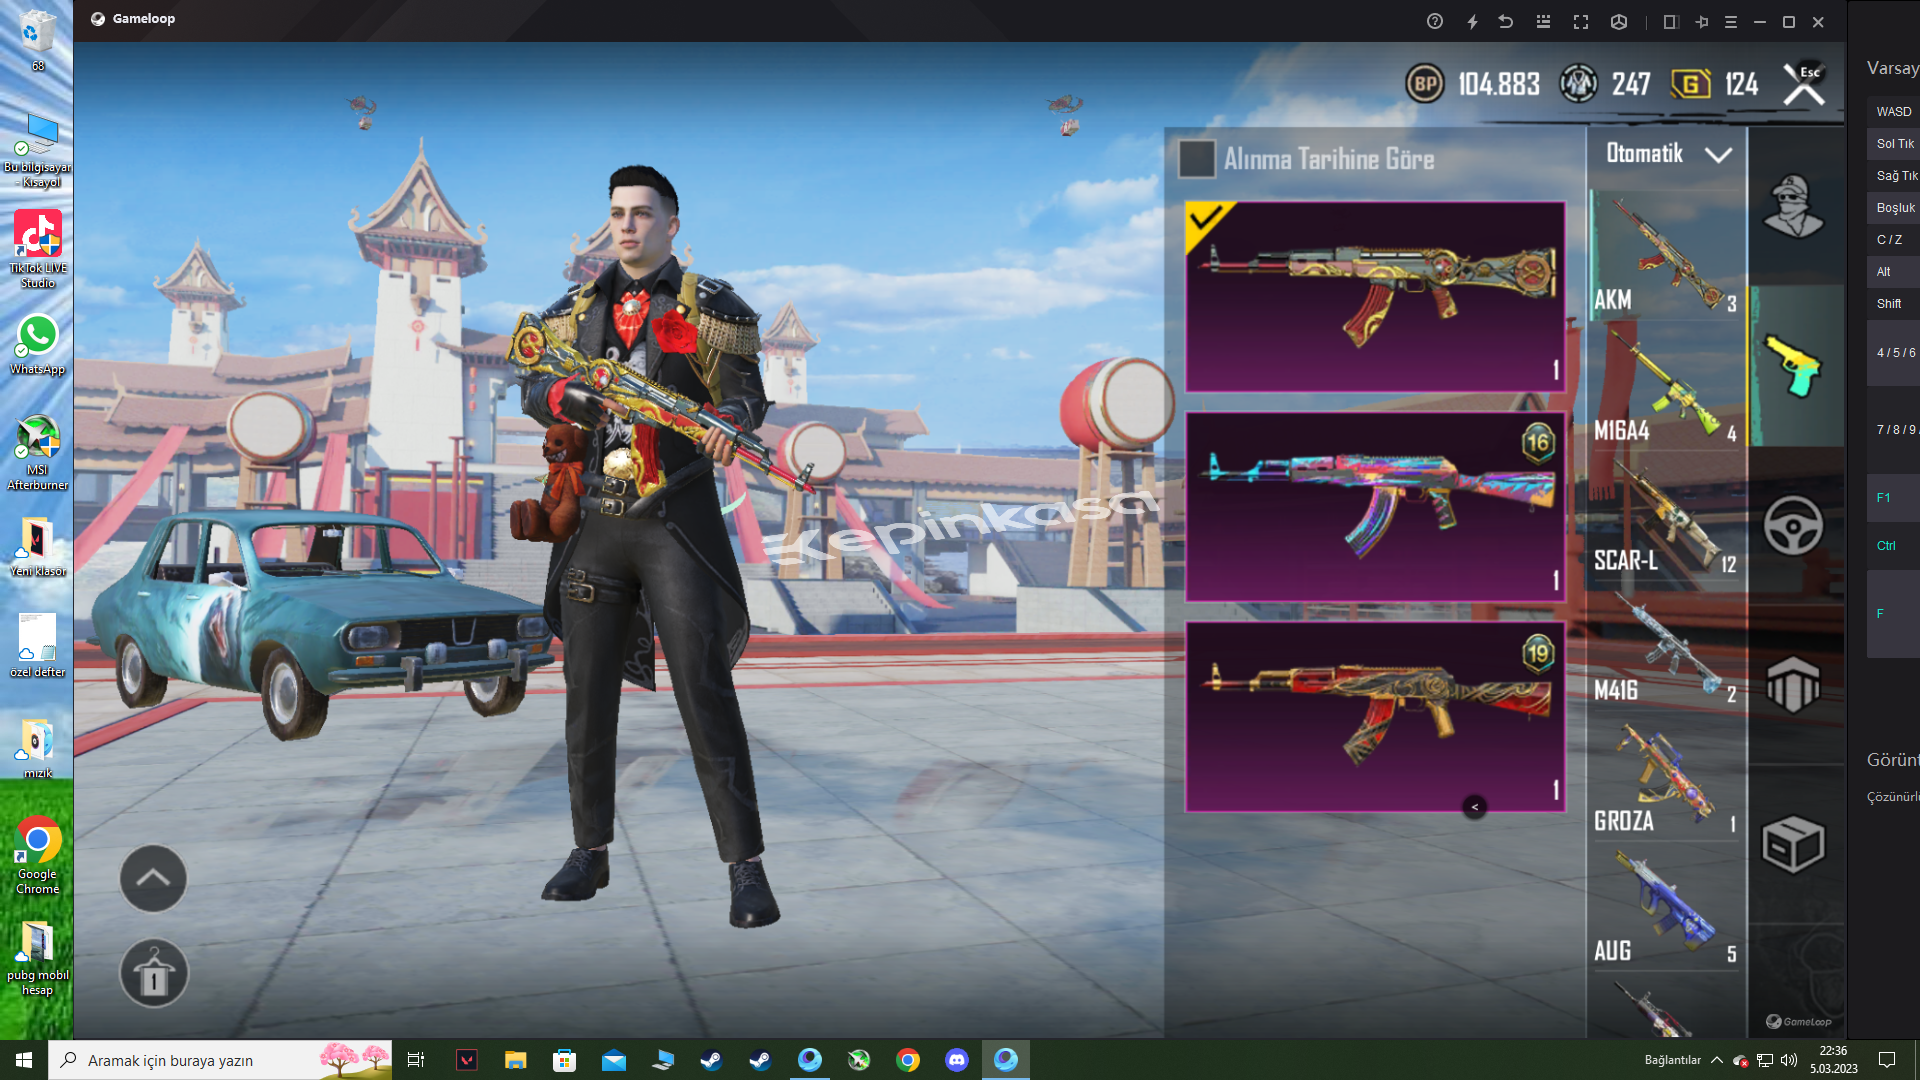 Gameloop
68
Bu bilgisayar
- Kısayol
TikTok LIVE
Studio
WhatsApp
MSI
Afterburner
Yeni klasör
özel defter
mızık
Google
Chrome
pubg mobil
hesap
BP 104.883 247 G 124 Esc
Alınma Tarihine Göre
1
16
1
19
1
<
Otomatik
AKM 3
M16A4 4
SCAR-L 12
M416 2
GROZA 1
AUG 5
epinkasa
1
GameLoop
Varsay
WASD
Sol Tık
Sağ Tık
Boşluk
C / Z
Alt
Shift
4 / 5 / 6
7 / 8 / 9
F1
Ctrl
F
Görünt
Çözünürlü
Aramak için buraya yazın
Bağlantılar
22:36
5.03.2023